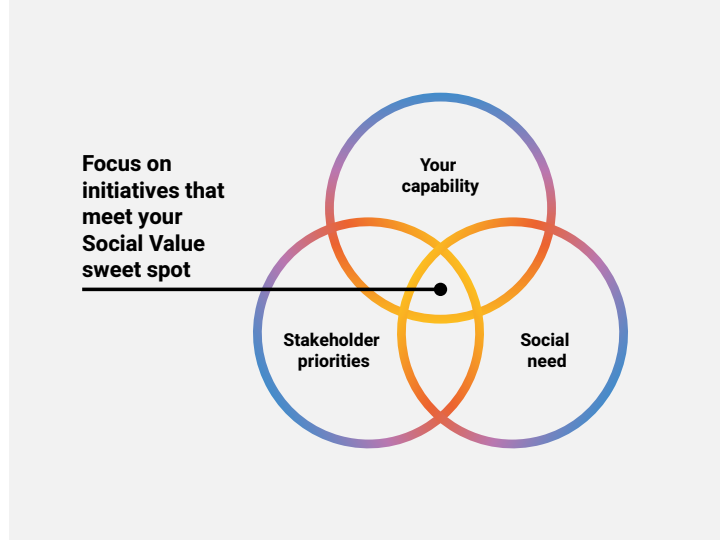 Focus on
initiatives that
meet your
Social Value
sweet spot
Your
capability
Stakeholder
priorities
Social
need